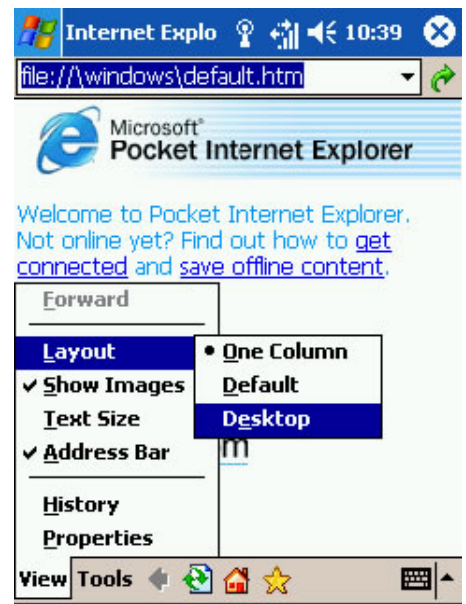 Internet Explo 10:39
file://\windows\default.htm
Microsoft®
Pocket Internet Explorer
Welcome to Pocket Internet Explorer.
Not online yet? Find out how to get
connected and save offline content.
Forward
Layout
Show Images
Text Size
Address Bar
History
Properties
One Column
Default
Desktop
m
View Tools